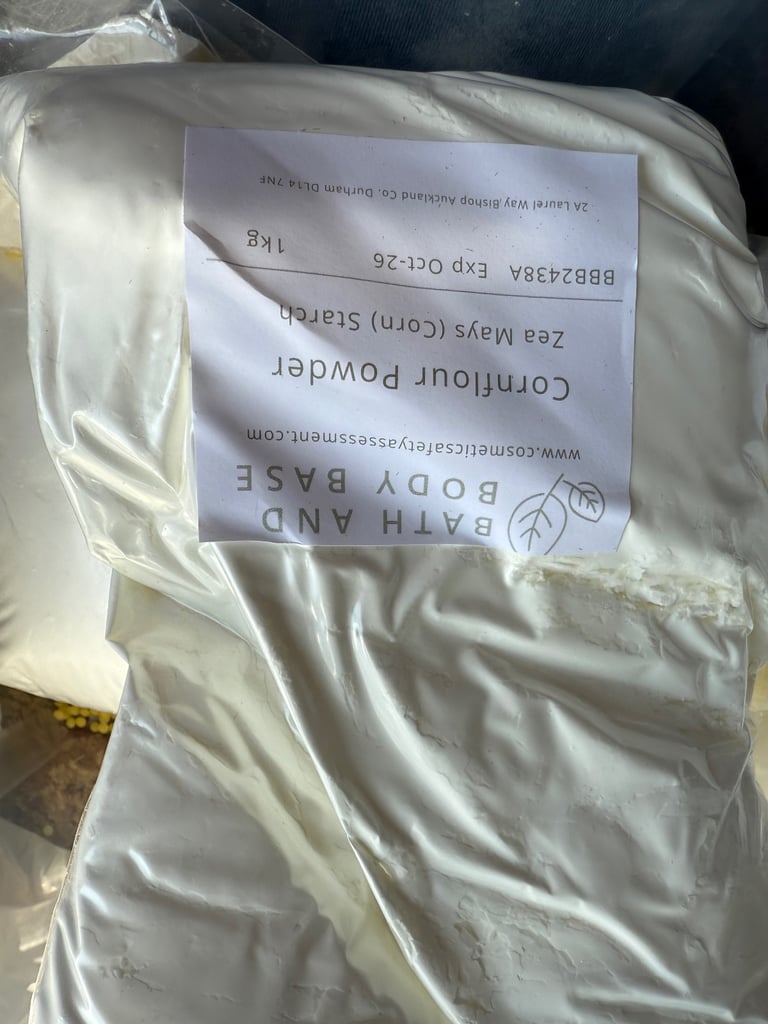 BATH AND
BODY BASE
www.cosmeticsafetyassessment.com
Cornflour Powder
Zea Mays (Corn) Starch
BBB2438A Exp Oct-26 1kg
2A Laurel Way,Bishop Auckland Co. Durham DL14 7NF